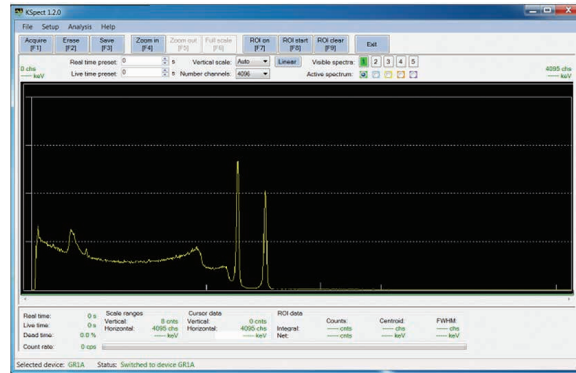 KSpect 1.2.0
File Setup Analysis Help
Acquire [F1] Erase [F2] Save [F3] Zoom in [F4] Zoom out [F5] Full scale [F6] ROI on [F7] ROI start [F8] ROI clear [F9] Exit
Real time preset: 0 s Vertical scale: Auto Linear Visible spectra: 1 2 3 4 5
0 chs 4095 chs
Live time preset: 0 s Number channels: 4096 Active spectrum:
---- keV ---- keV
Real time: 0 s Scale ranges Cursor data ROI data
Live time: 0 s Vertical: 8 cnts Vertical: 0 cnts Counts: Centroid: FWHM:
Dead time: 0.0 % Horizontal: 4095 chs Horizontal: 4095 chs Integral: ---- cnts ---- chs ---- chs
---- keV ---- keV Net: ---- cnts ---- keV ---- keV
Count rate: 0 cps
Selected device: GR1A Status: Switched to device GR1A